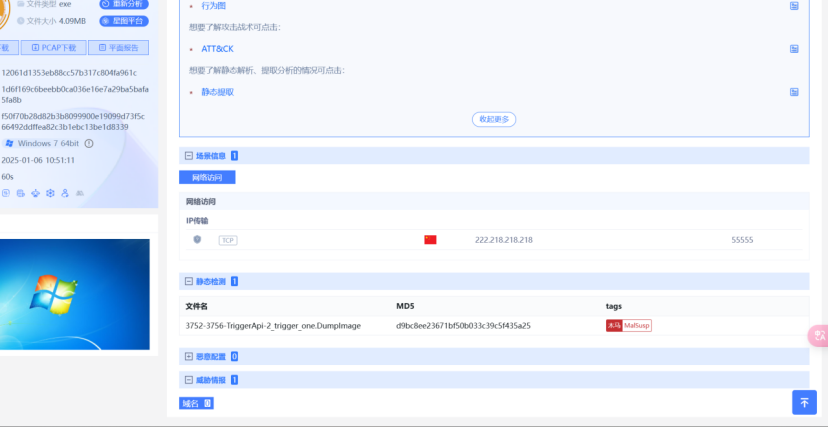 文件类型 exe
重新分析
文件大小 4.09MB
星图平台
下载
PCAP下载
平面报告
12061d1353eb88cc57b317c804fa961c
1d6f169c6beebb0ca036e16e7a29ba5bafa
5fa8b
f50f70b28d82b3b8099900e19099d73f5c
66492ddffea82c3b1ebc13be1d8339
Windows 7 64bit
2025-01-06 10:51:11
60s
行为图
想要了解攻击战术可点击:
ATT&CK
想要了解静态解析、提取分析的情况可点击:
静态提取
收起更多
场景信息 1
网络访问
网络访问
IP传输
TCP
222.218.218.218
55555
静态检测 1
文件名
MD5
tags
3752-3756-TriggerApi-2_trigger_one.DumpImage
d9bc8ee23671bf50b033c39c5f435a25
木马 MalSusp
恶意配置 0
威胁情报 1
域名 0